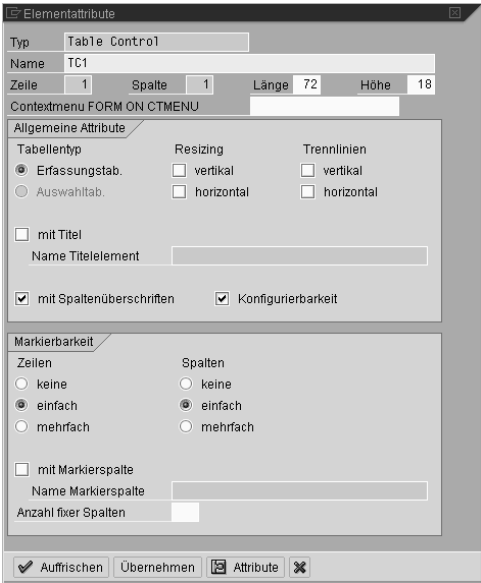 Elementattribute
Typ Table Control
Name TC1
Zeile 1 Spalte 1 Länge 72 Höhe 18
Contextmenu FORM ON CTMENU
Allgemeine Attribute
Tabellentyp Resizing Trennlinien
Erfassungstab. vertikal vertikal
Auswahltab. horizontal horizontal
mit Titel
Name Titelelement
mit Spaltenüberschriften Konfigurierbarkeit
Markierbarkeit
Zeilen Spalten
keine keine
einfach einfach
mehrfach mehrfach
mit Markierspalte
Name Markierspalte
Anzahl fixer Spalten
Auffrischen Übernehmen Attribute